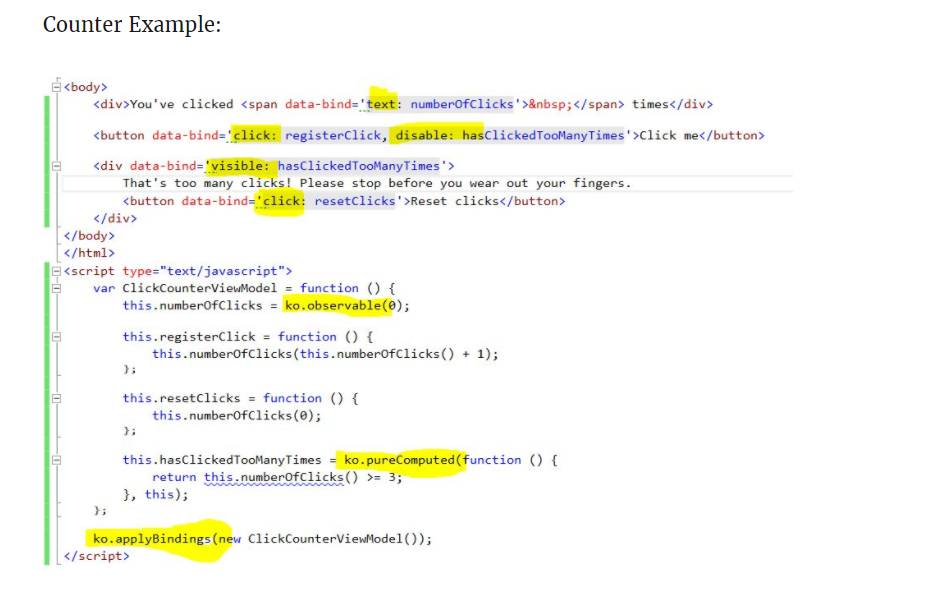 Counter Example:
<body>
<div>You've clicked <span data-bind='text: numberOfClicks'>&nbsp;</span> times</div>
<button data-bind='click: registerClick, disable: hasClickedTooManyTimes'>Click me</button>
<div data-bind='visible: hasClickedTooManyTimes'>
That's too many clicks! Please stop before you wear out your fingers.
<button data-bind='click: resetClicks'>Reset clicks</button>
</div>
</body>
</html>
<script type="text/javascript">
var ClickCounterViewModel = function () {
this.numberOfClicks = ko.observable(0);
this.registerClick = function () {
this.numberOfClicks(this.numberOfClicks() + 1);
};
this.resetClicks = function () {
this.numberOfClicks(0);
};
this.hasClickedTooManyTimes = ko.pureComputed(function () {
return this.numberOfClicks() >= 3;
}, this);
};
ko.applyBindings(new ClickCounterViewModel());
</script>